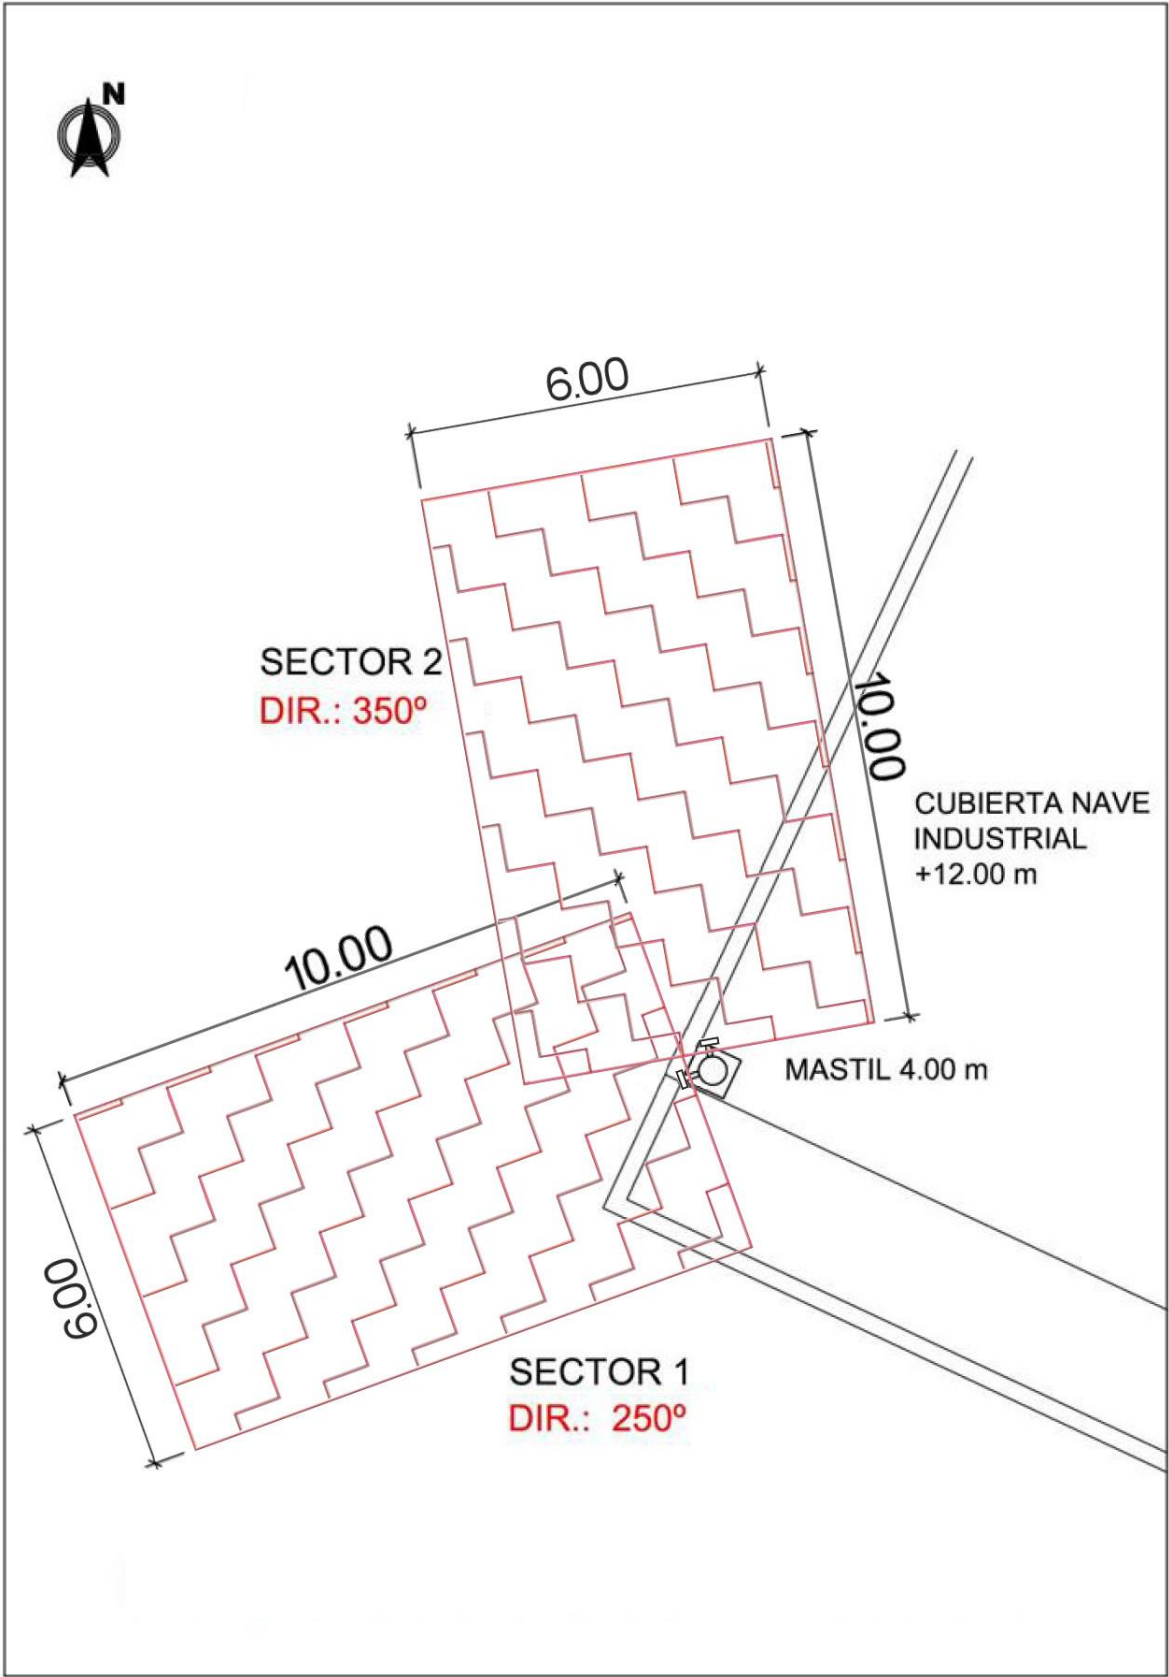 N
6.00
SECTOR 2
DIR.: 350º
10.00
CUBIERTA NAVE
INDUSTRIAL
+12.00 m
10.00
MASTIL 4.00 m
6.00
SECTOR 1
DIR.: 250º